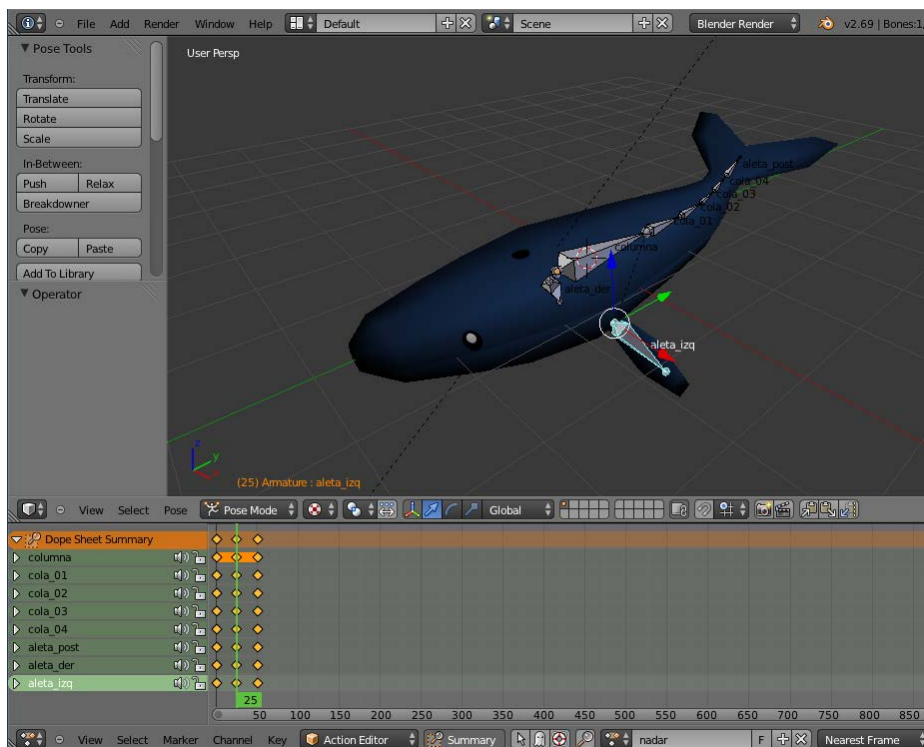 File Add Render Window Help Default Scene Blender Render v2.69 | Bones:1
Pose Tools
Transform:
Translate
Rotate
Scale
In-Between:
Push Relax
Breakdowner
Pose:
Copy Paste
Add To Library
Operator
User Persp
aleta_post
cola_04
cola_03
cola_02
cola_01
columna
aleta_der
aleta_izq
z
y
x
(25) Armature : aleta_izq
View Select Pose Pose Mode Global
Dope Sheet Summary
columna
cola_01
cola_02
cola_03
cola_04
aleta_post
aleta_der
aleta_izq
25
50 100 150 200 250 300 350 400 450 500 550 600 650 700 750 800 850
View Select Marker Channel Key Action Editor Summary nadar F Nearest Frame